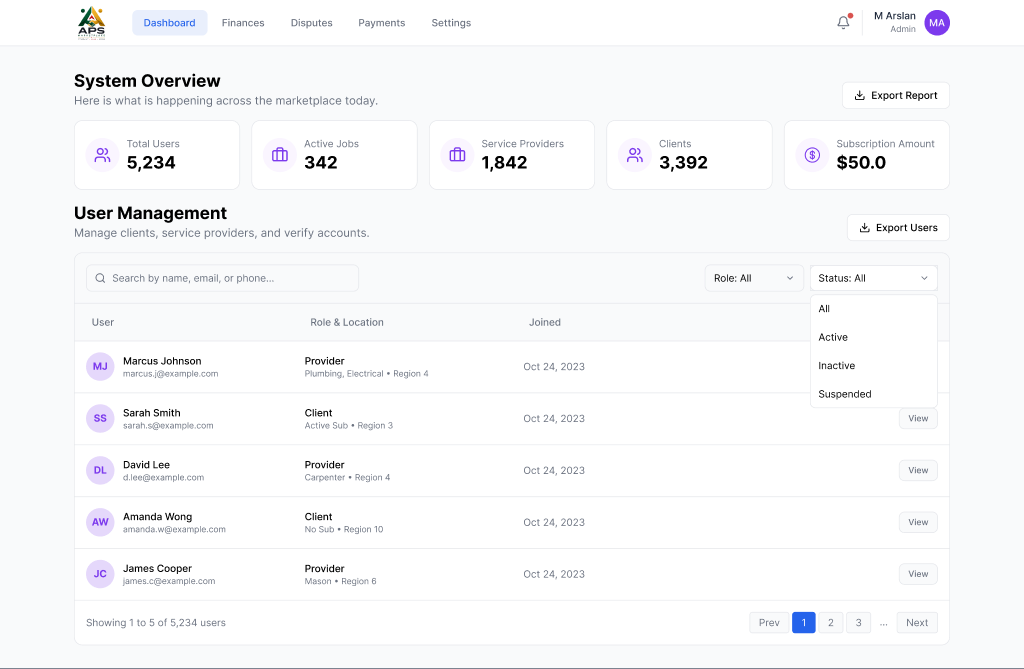 APS
Dashboard
Finances
Disputes
Payments
Settings
M Arslan
Admin
MA
System Overview
Here is what is happening across the marketplace today.
Export Report
Total Users
5,234
Active Jobs
342
Service Providers
1,842
Clients
3,392
Subscription Amount
$50.0
User Management
Manage clients, service providers, and verify accounts.
Export Users
Search by name, email, or phone...
Role: All
Status: All
All
Active
Inactive
Suspended
User
Role & Location
Joined
MJ
Marcus Johnson
marcus.j@example.com
Provider
Plumbing, Electrical • Region 4
Oct 24, 2023
SS
Sarah Smith
sarah.s@example.com
Client
Active Sub • Region 3
Oct 24, 2023
View
DL
David Lee
d.lee@example.com
Provider
Carpenter • Region 4
Oct 24, 2023
View
AW
Amanda Wong
amanda.w@example.com
Client
No Sub • Region 10
Oct 24, 2023
View
JC
James Cooper
james.c@example.com
Provider
Mason • Region 6
Oct 24, 2023
View
Showing 1 to 5 of 5,234 users
Prev
1
2
3
...
Next